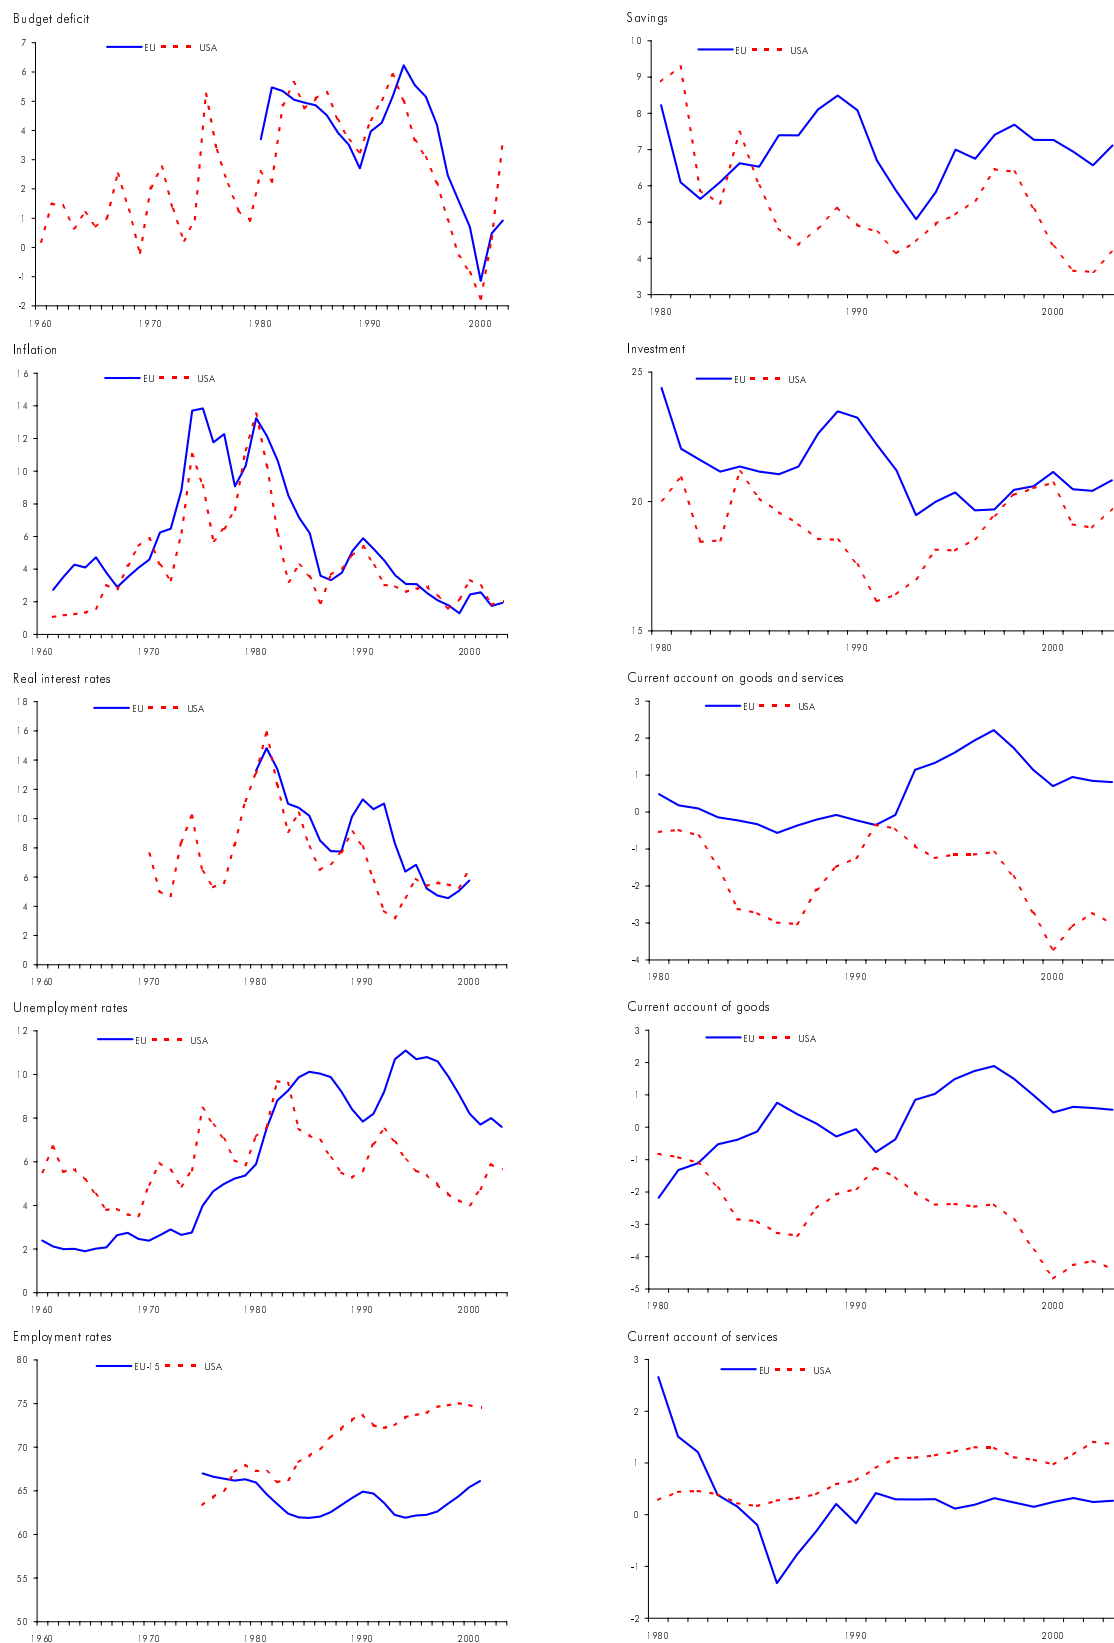 Budget deficit
EU USA
7
6
5
4
3
2
1
0
-1
-2
1960 1970 1980 1990 2000
Savings
EU USA
10
9
8
7
6
5
4
3
1980 1990 2000
Inflation
EU USA
16
14
12
10
8
6
4
2
0
1960 1970 1980 1990 2000
Investment
EU USA
25
20
15
1980 1990 2000
Real interest rates
EU USA
18
16
14
12
10
8
6
4
2
0
1960 1970 1980 1990 2000
Current account on goods and services
EU USA
3
2
1
0
-1
-2
-3
-4
1980 1990 2000
Unemployment rates
EU USA
12
10
8
6
4
2
0
1960 1970 1980 1990 2000
Current account of goods
EU USA
3
2
1
0
-1
-2
-3
-4
-5
1980 1990 2000
Employment rates
EU-15 USA
80
75
70
65
60
55
50
1960 1970 1980 1990 2000
Current account of services
EU USA
3
2
1
0
-1
-2
1980 1990 2000